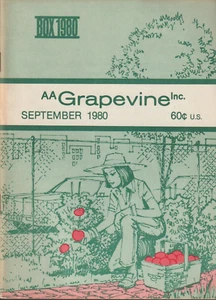 BOX 1980
AA Grapevine Inc.
SEPTEMBER 1980 60¢ U.S.